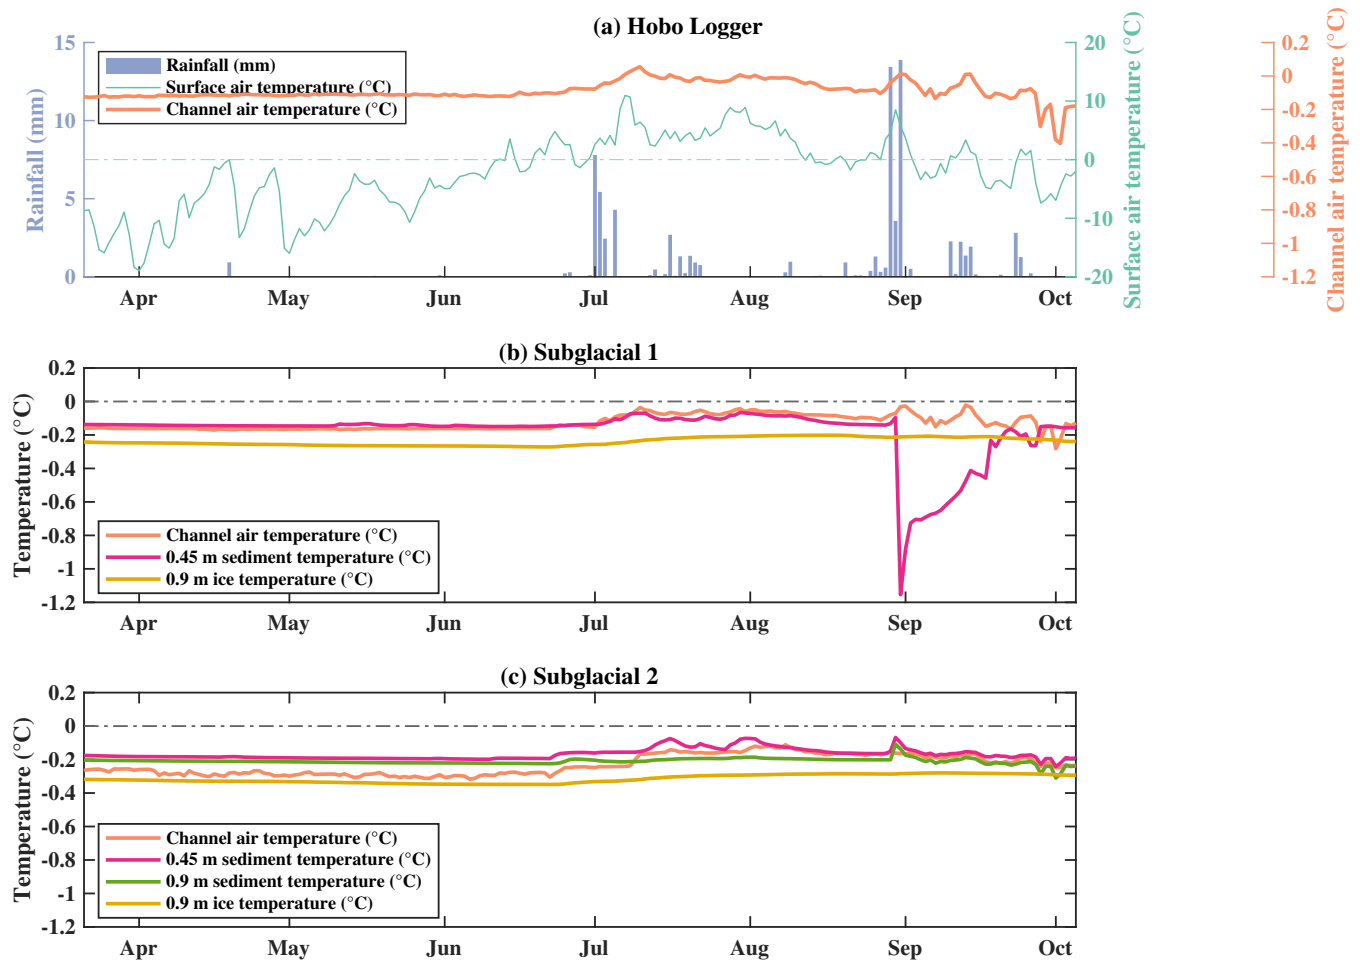 (a) Hobo Logger
15
10
5
0
Rainfall (mm)
Rainfall (mm)
Surface air temperature (°C)
Channel air temperature (°C)
20
10
0
-10
-20
Surface air temperature (°C)
0.2
0
-0.2
-0.4
-0.6
-0.8
-1
-1.2
Channel air temperature (°C)
Apr May Jun Jul Aug Sep Oct
(b) Subglacial 1
0.2
0
-0.2
-0.4
-0.6
-0.8
-1
-1.2
Temperature (°C)
Channel air temperature (°C)
0.45 m sediment temperature (°C)
0.9 m ice temperature (°C)
Apr May Jun Jul Aug Sep Oct
(c) Subglacial 2
0.2
0
-0.2
-0.4
-0.6
-0.8
-1
-1.2
Temperature (°C)
Channel air temperature (°C)
0.45 m sediment temperature (°C)
0.9 m sediment temperature (°C)
0.9 m ice temperature (°C)
Apr May Jun Jul Aug Sep Oct